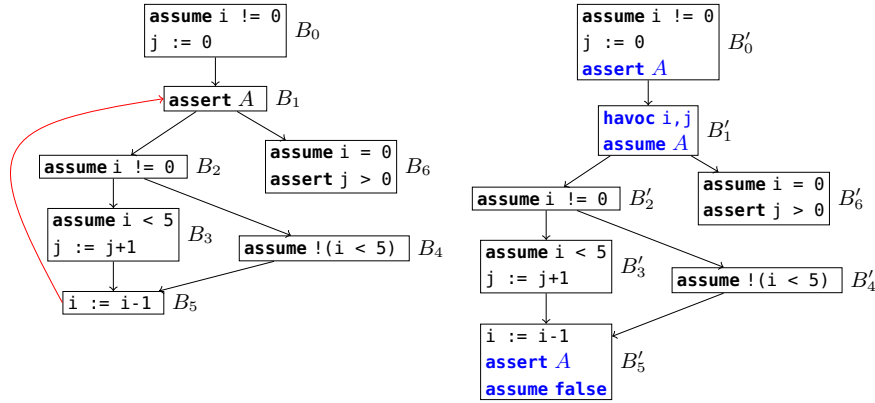 assume i != 0
j := 0
B₀
assert A
B₁
assume i != 0
B₂
assume i = 0
assert j > 0
B₆
assume i < 5
j := j+1
B₃
assume !(i < 5)
B₄
i := i-1
B₅
assume i != 0
j := 0
assert A
B′₀
havoc i,j
assume A
B′₁
assume i != 0
B′₂
assume i = 0
assert j > 0
B′₆
assume i < 5
j := j+1
B′₃
assume !(i < 5)
B′₄
i := i-1
assert A
assume false
B′₅